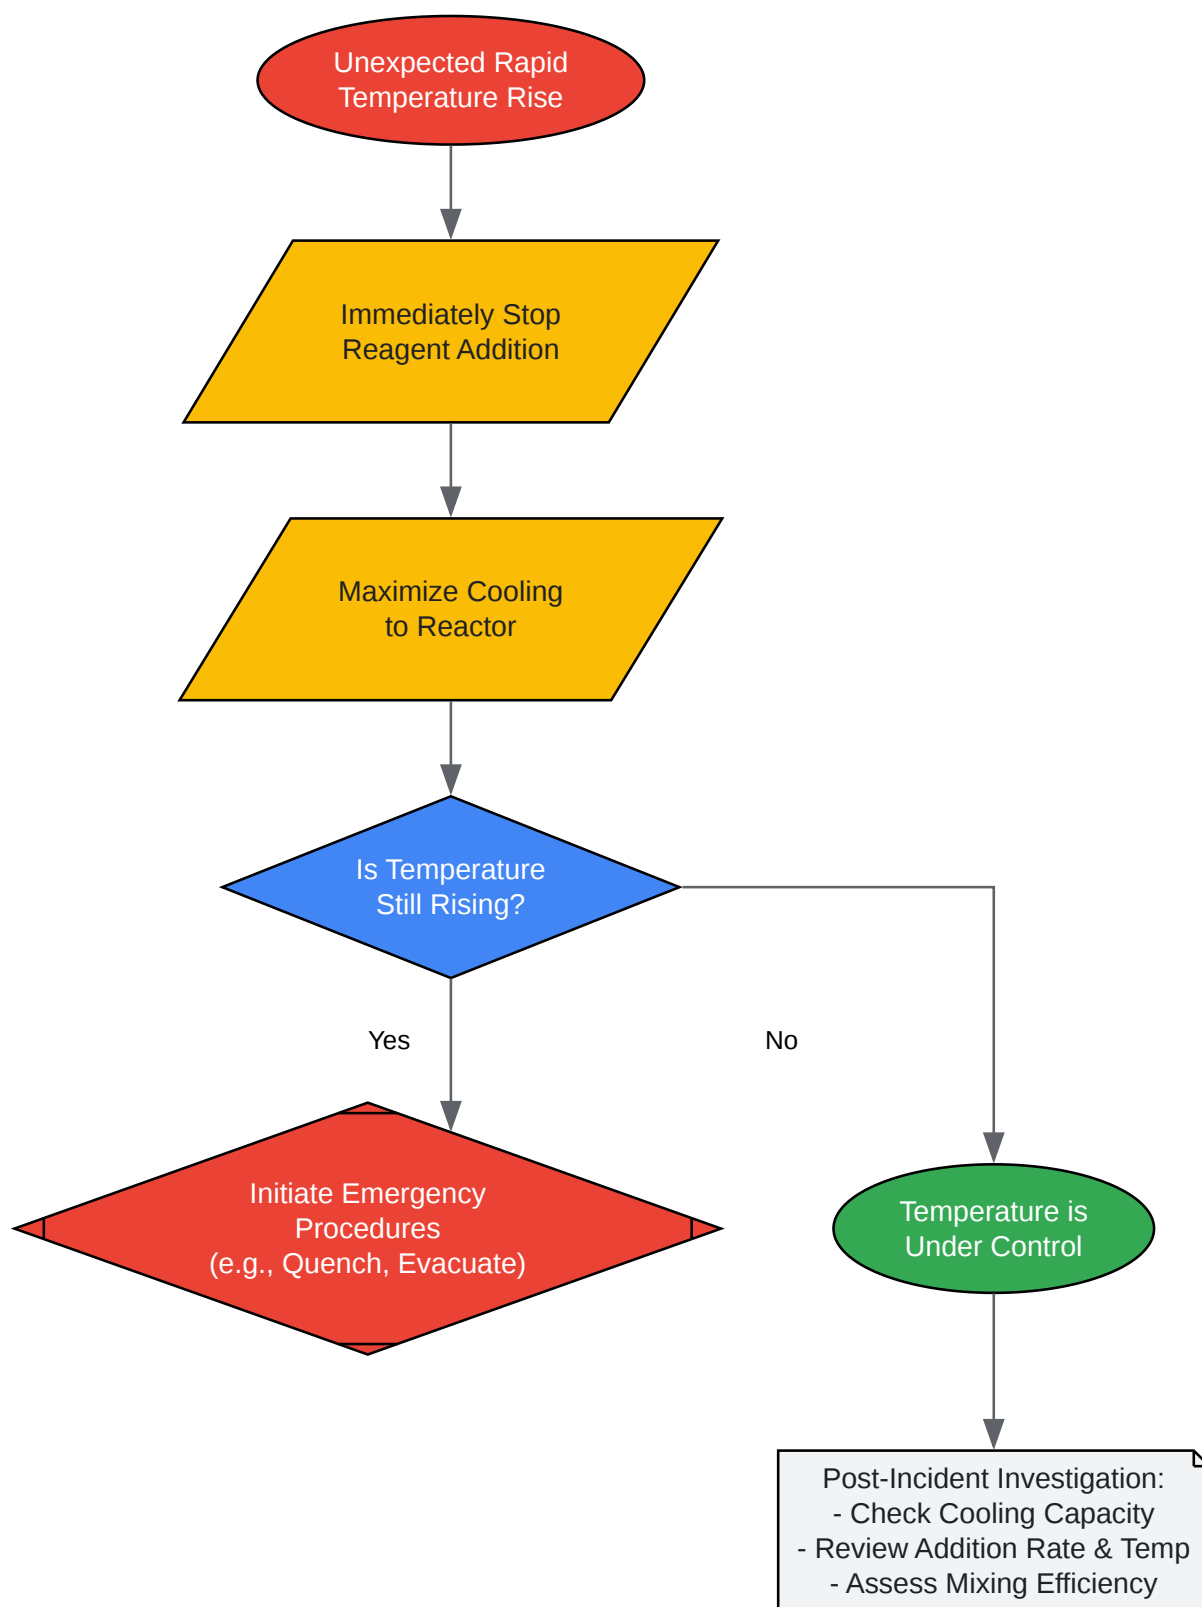 Unexpected Rapid
Temperature Rise
Immediately Stop
Reagent Addition
Maximize Cooling
to Reactor
Is Temperature
Still Rising?
Yes
No
Initiate Emergency
Procedures
(e.g., Quench, Evacuate)
Temperature is
Under Control
Post-Incident Investigation:
- Check Cooling Capacity
- Review Addition Rate & Temp
- Assess Mixing Efficiency